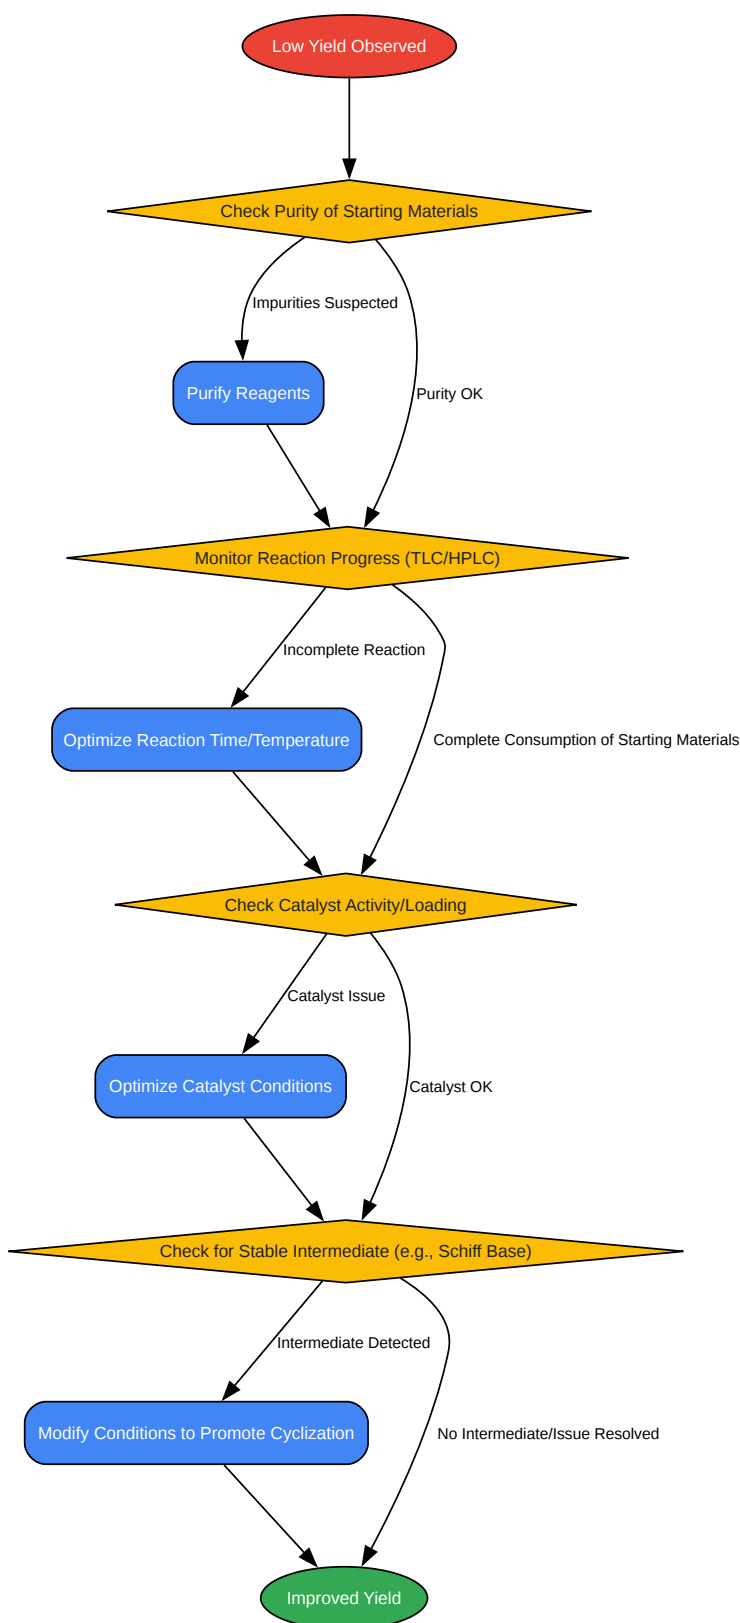 Low Yield Observed
Check Purity of Starting Materials
Impurities Suspected
Purify Reagents
Purity OK
Monitor Reaction Progress (TLC/HPLC)
Incomplete Reaction
Optimize Reaction Time/Temperature
Complete Consumption of Starting Materials
Check Catalyst Activity/Loading
Catalyst Issue
Optimize Catalyst Conditions
Catalyst OK
Check for Stable Intermediate (e.g., Schiff Base)
Intermediate Detected
Modify Conditions to Promote Cyclization
No Intermediate/Issue Resolved
Improved Yield